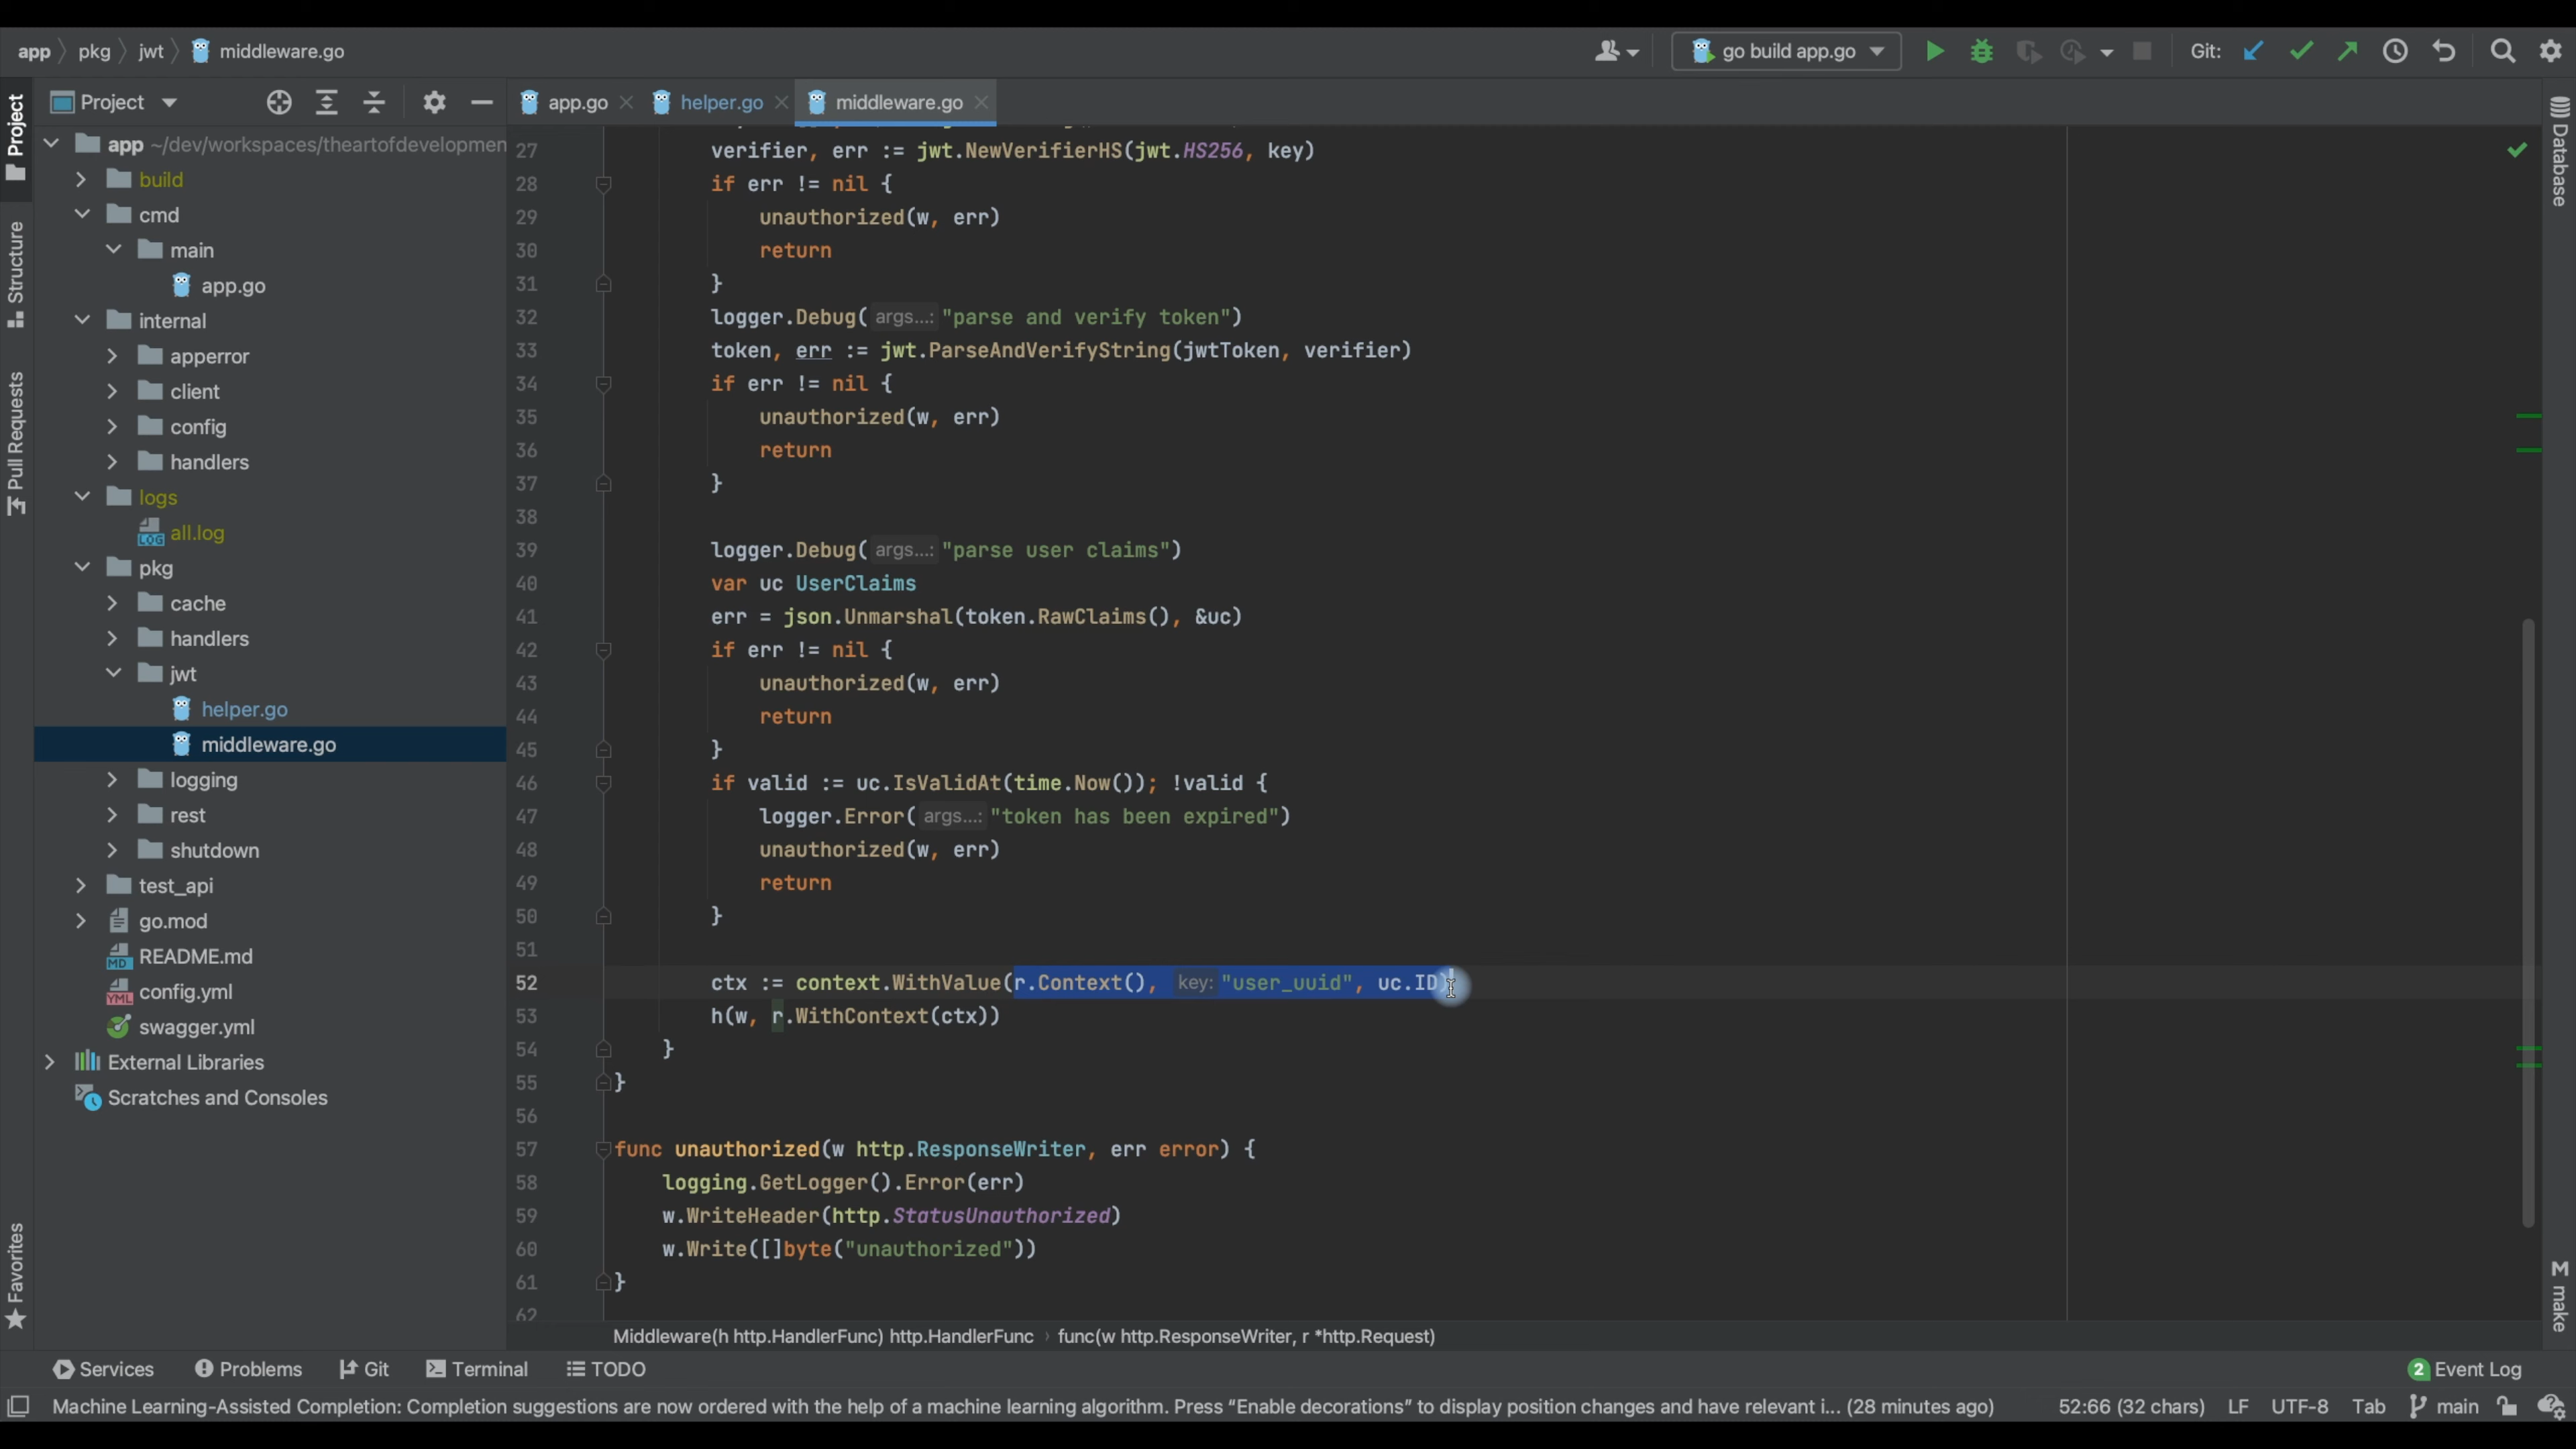 app pkg jwt middleware.go
go build app.go
Git:
Project
app.go
helper.go
middleware.go
Project
Structure
Pull Requests
Favorites
app ~/dev/workspaces/theartofdevelopmen
build
cmd
main
app.go
internal
apperror
client
config
handlers
logs
all.log
pkg
cache
handlers
jwt
helper.go
middleware.go
logging
rest
shutdown
test_api
go.mod
README.md
config.yml
swagger.yml
External Libraries
Scratches and Consoles
27 verifier, err := jwt.NewVerifierHS(jwt.HS256, key)
28 if err != nil {
29 unauthorized(w, err)
30 return
31 }
32 logger.Debug( args...: "parse and verify token")
33 token, err := jwt.ParseAndVerifyString(jwtToken, verifier)
34 if err != nil {
35 unauthorized(w, err)
36 return
37 }
38
39 logger.Debug( args...: "parse user claims")
40 var uc UserClaims
41 err = json.Unmarshal(token.RawClaims(), &uc)
42 if err != nil {
43 unauthorized(w, err)
44 return
45 }
46 if valid := uc.IsValidAt(time.Now()); !valid {
47 logger.Error( args...: "token has been expired")
48 unauthorized(w, err)
49 return
50 }
51
52 ctx := context.WithValue(r.Context(), key: "user_uuid", uc.ID)
53 h(w, r.WithContext(ctx))
54 }
55 }
56
57 func unauthorized(w http.ResponseWriter, err error) {
58 logging.GetLogger().Error(err)
59 w.WriteHeader(http.StatusUnauthorized)
60 w.Write([]byte("unauthorized"))
61 }
62
Middleware(h http.HandlerFunc) http.HandlerFunc › func(w http.ResponseWriter, r *http.Request)
Database
make
Services
Problems
Git
Terminal
TODO
2 Event Log
Machine Learning-Assisted Completion: Completion suggestions are now ordered with the help of a machine learning algorithm. Press “Enable decorations” to display position changes and have relevant i... (28 minutes ago)
52:66 (32 chars) LF UTF-8 Tab main